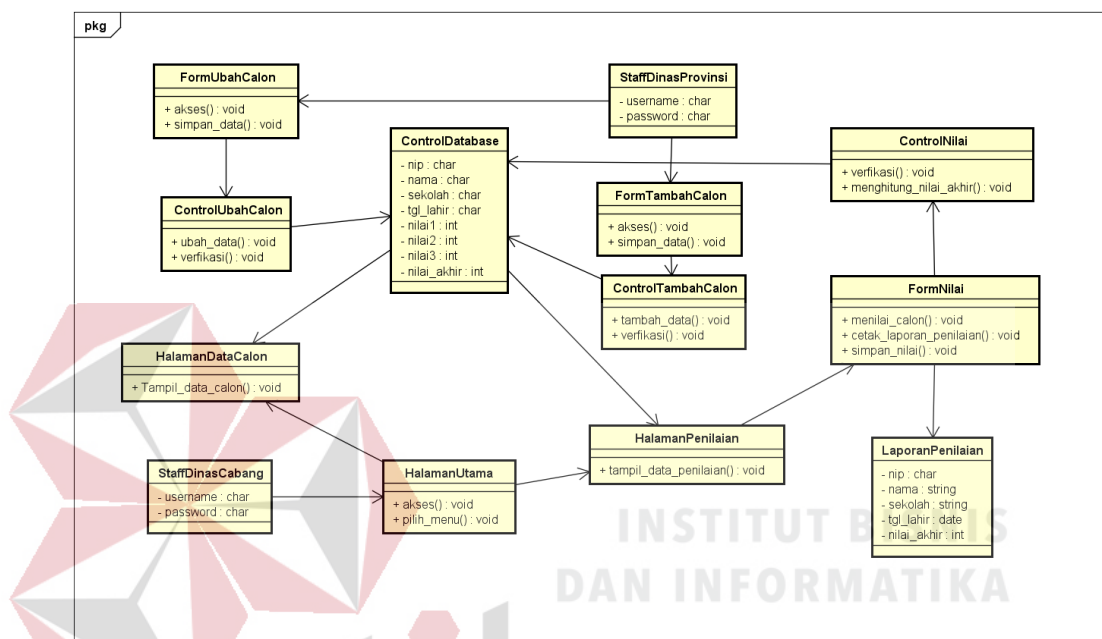 pkg
FormUbahCalon
+ akses() : void
+ simpan_data() : void
StaffDinasProvinsi
- username : char
- password : char
ControlDatabase
- nip : char
- nama : char
- sekolah : char
- tgl_lahir : char
- nilai1 : int
- nilai2 : int
- nilai3 : int
- nilai_akhir : int
ControlNilai
+ verfikasi() : void
+ menghitung_nilai_akhir() : void
ControlUbahCalon
+ ubah_data() : void
+ verfikasi() : void
FormTambahCalon
+ akses() : void
+ simpan_data() : void
ControlTambahCalon
+ tambah_data() : void
+ verfikasi() : void
FormNilai
+ menilai_calon() : void
+ cetak_laporan_penilaian() : void
+ simpan_nilai() : void
HalamanDataCalon
+ Tampil_data_calon() : void
HalamanPenilaian
+ tampil_data_penilaian() : void
StaffDinasCabang
- username : char
- password : char
HalamanUtama
+ akses() : void
+ pilih_menu() : void
LaporanPenilaian
- nip : char
- nama : string
- sekolah : string
- tgl_lahir : date
- nilai_akhir : int
INSTITUT BISNIS
DAN INFORMATIKA